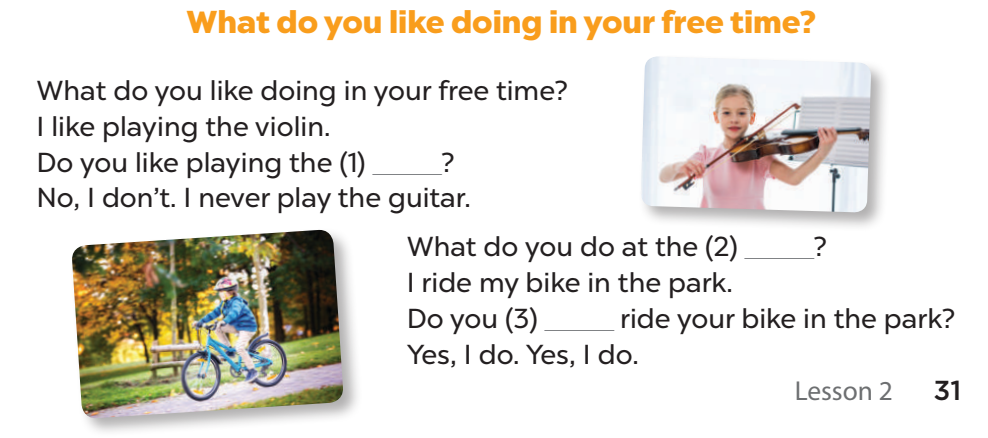 What do you like doing in your free time?
What do you like doing in your free time?
I like playing the violin.
Do you like playing the (1) _____?
No, I don’t. I never play the guitar.
What do you do at the (2) _____?
I ride my bike in the park.
Do you (3) _____ ride your bike in the park?
Yes, I do. Yes, I do.
Lesson 2 31